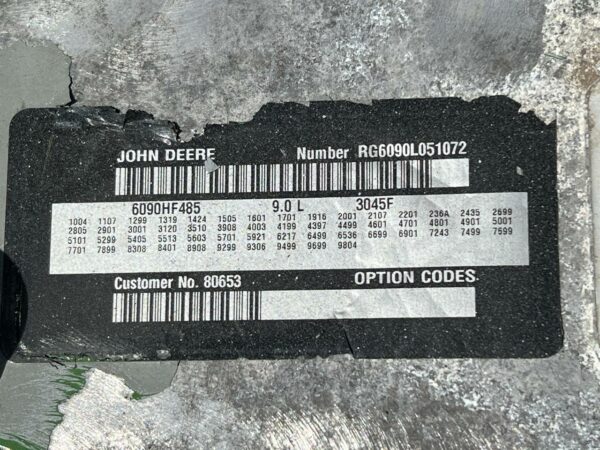 JOHN DEERE Number RG6090L051072
6090HF485 9.0 L 3045F
1004 1107 1299 1319 1424 1505 1601 1701 1916 2001 2107 2201 236A 2435 2699
2805 2901 3001 3120 3510 3908 4003 4199 4397 4499 4601 4701 4801 4901 5001
5101 5299 5405 5513 5603 5701 5921 6217 6499 6536 6699 6901 7243 7499 7599
7701 7899 8308 8401 8908 9299 9306 9499 9699 9804
Customer No. 80653 OPTION CODES